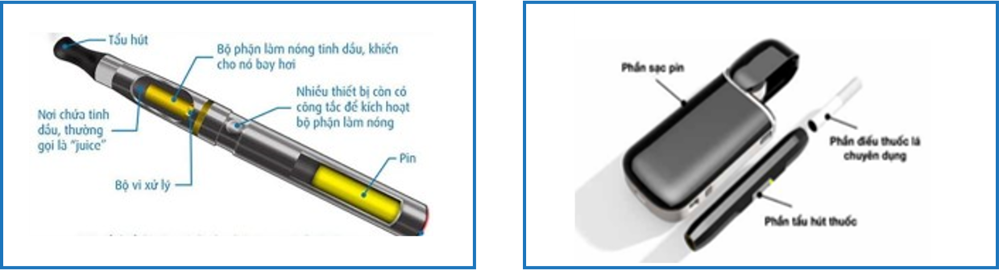 Tẩu hút
Bộ phận làm nóng tinh dầu, khiến
cho nó bay hơi
Nhiều thiết bị còn có
công tắc để kích hoạt
bộ phận làm nóng
Nơi chứa tinh
dầu, thường
gọi là "juice"
Bộ vi xử lý
Pin
Phần sạc pin
Phần điếu thuốc lá
chuyên dụng
Phần tẩu hút thuốc